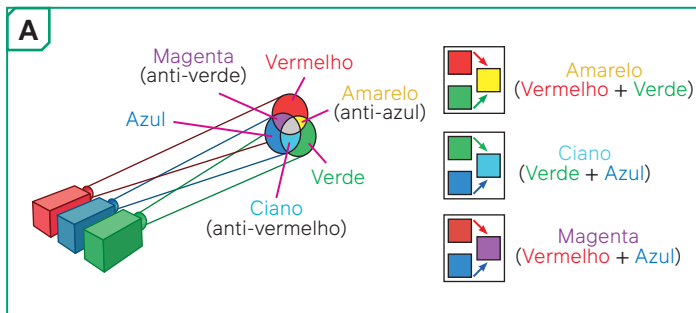 A
Magenta
(anti-verde)
Vermelho
Amarelo
(anti-azul)
Azul
Verde
Ciano
(anti-vermelho)
Amarelo
(Vermelho + Verde)
Ciano
(Verde + Azul)
Magenta
(Vermelho + Azul)